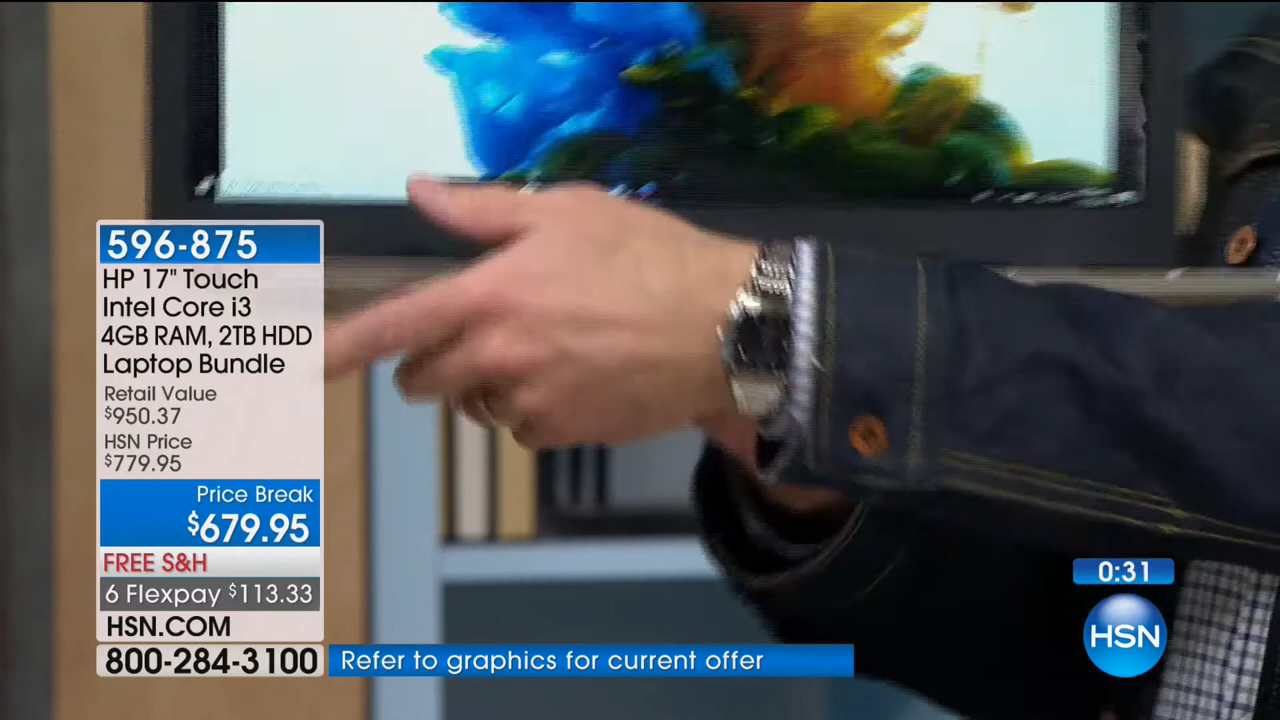 596-875
HP 17" Touch
Intel Core i3
4GB RAM, 2TB HDD
Laptop Bundle
Retail Value
$950.37
HSN Price
$779.95
Price Break
$679.95
FREE S&H
6 Flexpay $113.33
HSN.COM
800-284-3100
Refer to graphics for current offer
0:31
HSN